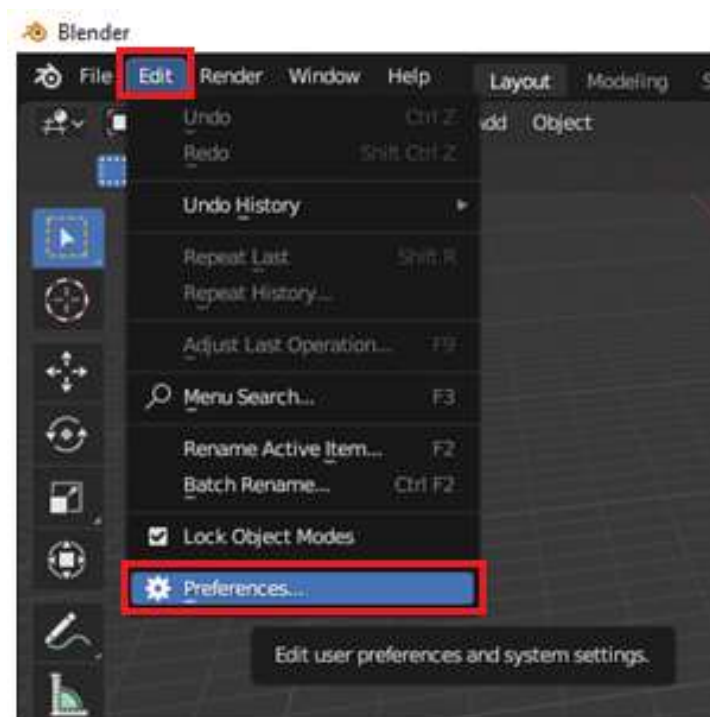 Blender
File Edit Render Window Help Layout Modeling S
Add Object
Undo Ctrl Z
Redo Shift Ctrl Z
Undo History
Repeat Last Shift R
Repeat History...
Adjust Last Operation... F9
Menu Search... F3
Rename Active Item... F2
Batch Rename... Ctrl F2
Lock Object Modes
Preferences...
Edit user preferences and system settings.